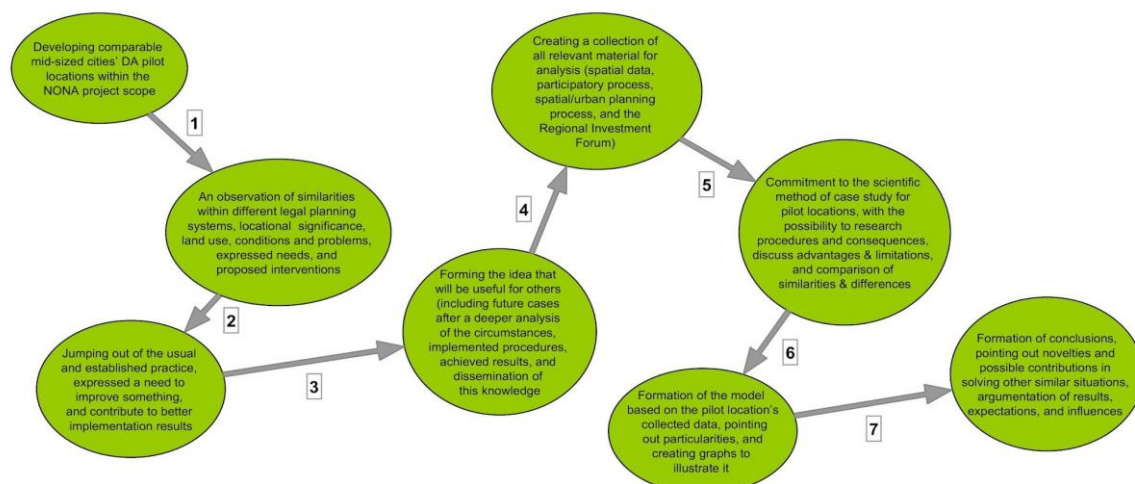 Developing comparable
mid-sized cities' DA pilot
locations within the
NONA project scope
1
An observation of similarities
within different legal planning
systems, locational significance,
land use, conditions and problems,
expressed needs, and
proposed interventions
2
Jumping out of the usual
and established practice,
expressed a need to
improve something,
and contribute to better
implementation results
3
Forming the idea that
will be useful for others
(including future cases
after a deeper analysis
of the circumstances,
implemented procedures,
achieved results, and
dissemination of
this knowledge
4
Creating a collection of
all relevant material for
analysis (spatial data,
participatory process,
spatial/urban planning
process, and the
Regional Investment
Forum)
5
Commitment to the scientific
method of case study for
pilot locations, with the
possibility to research
procedures and consequences,
discuss advantages & limitations,
and comparison of
similarities & differences
6
Formation of the model
based on the pilot location's
collected data, pointing
out particularities, and
creating graphs to
illustrate it
7
Formation of conclusions,
pointing out novelties and
possible contributions in
solving other similar situations,
argumentation of results,
expectations, and influences